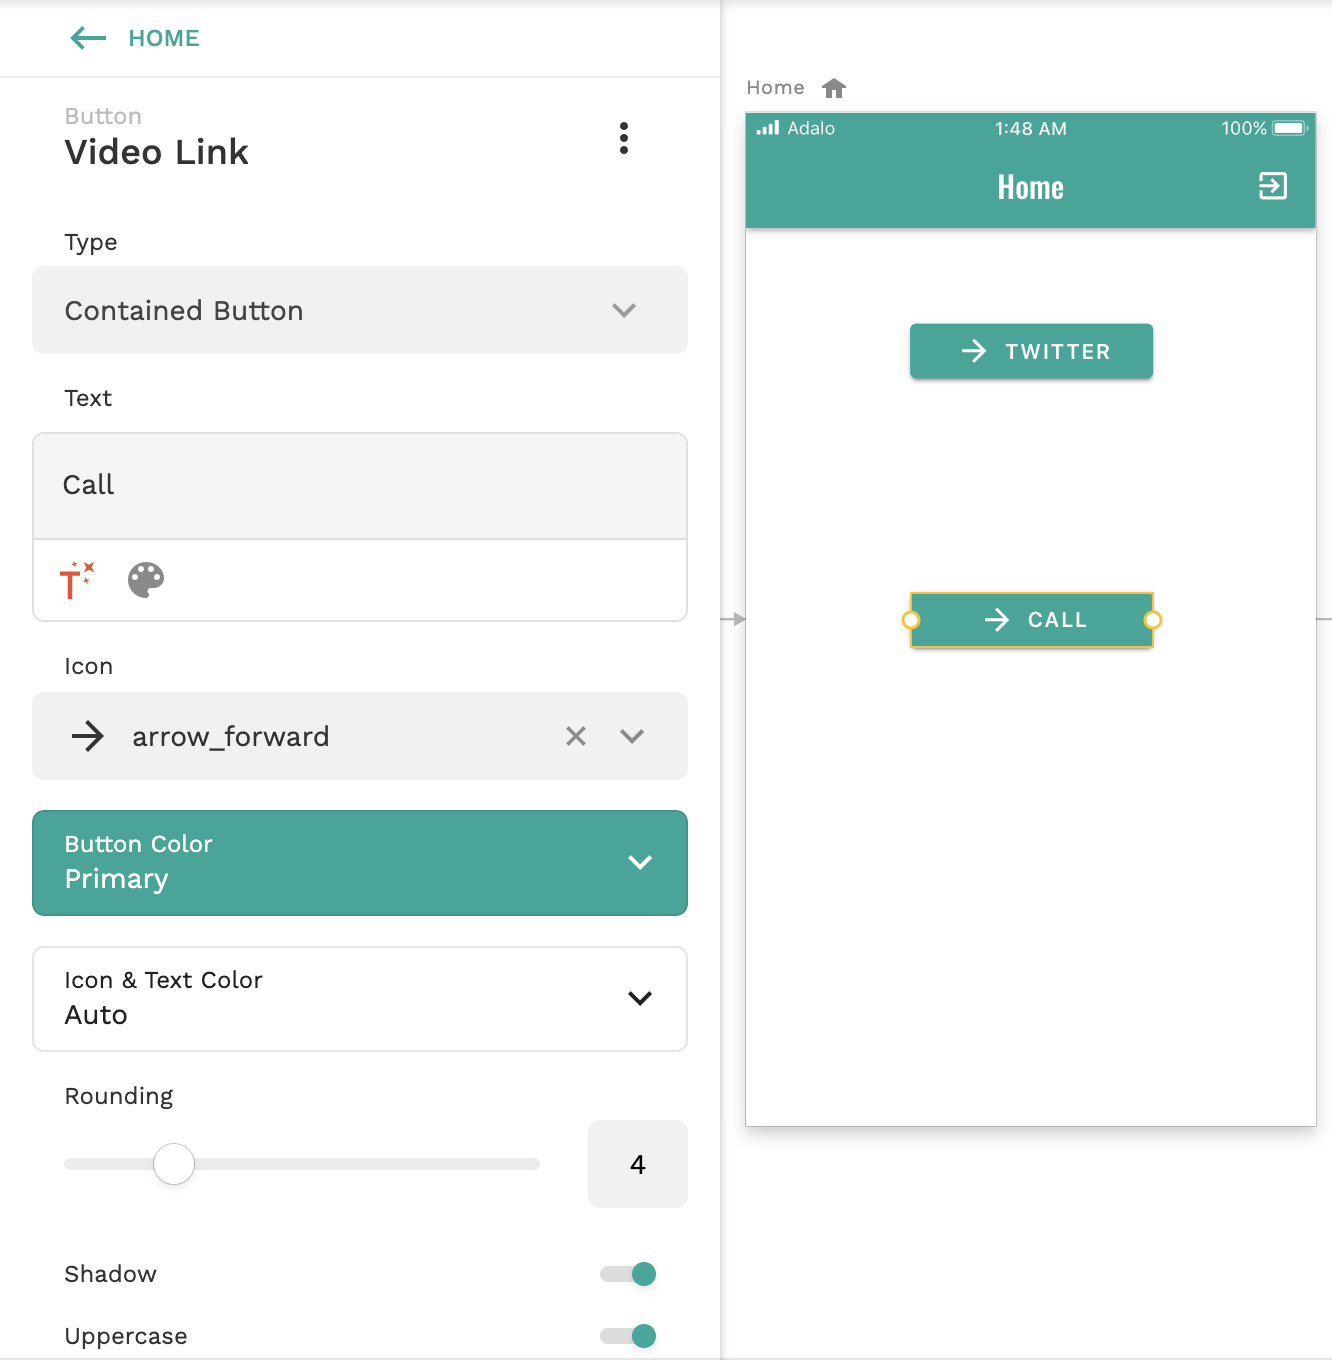 HOME
Button
Video Link
Type
Contained Button
Text
Call
T
Icon
arrow_forward
Button Color
Primary
Icon & Text Color
Auto
Rounding
4
Shadow
Uppercase
Home
Adalo 1:48 AM 100%
Home
TWITTER
CALL